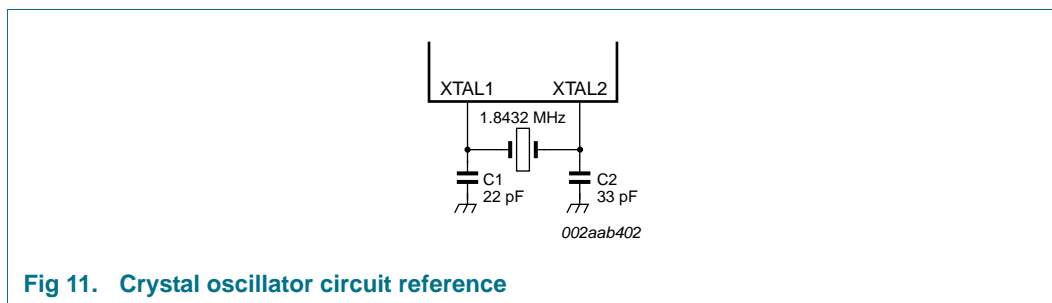 XTAL1 XTAL2
1.8432 MHz
C1 C2
22 pF 33 pF
002aab402
Fig 11. Crystal oscillator circuit reference